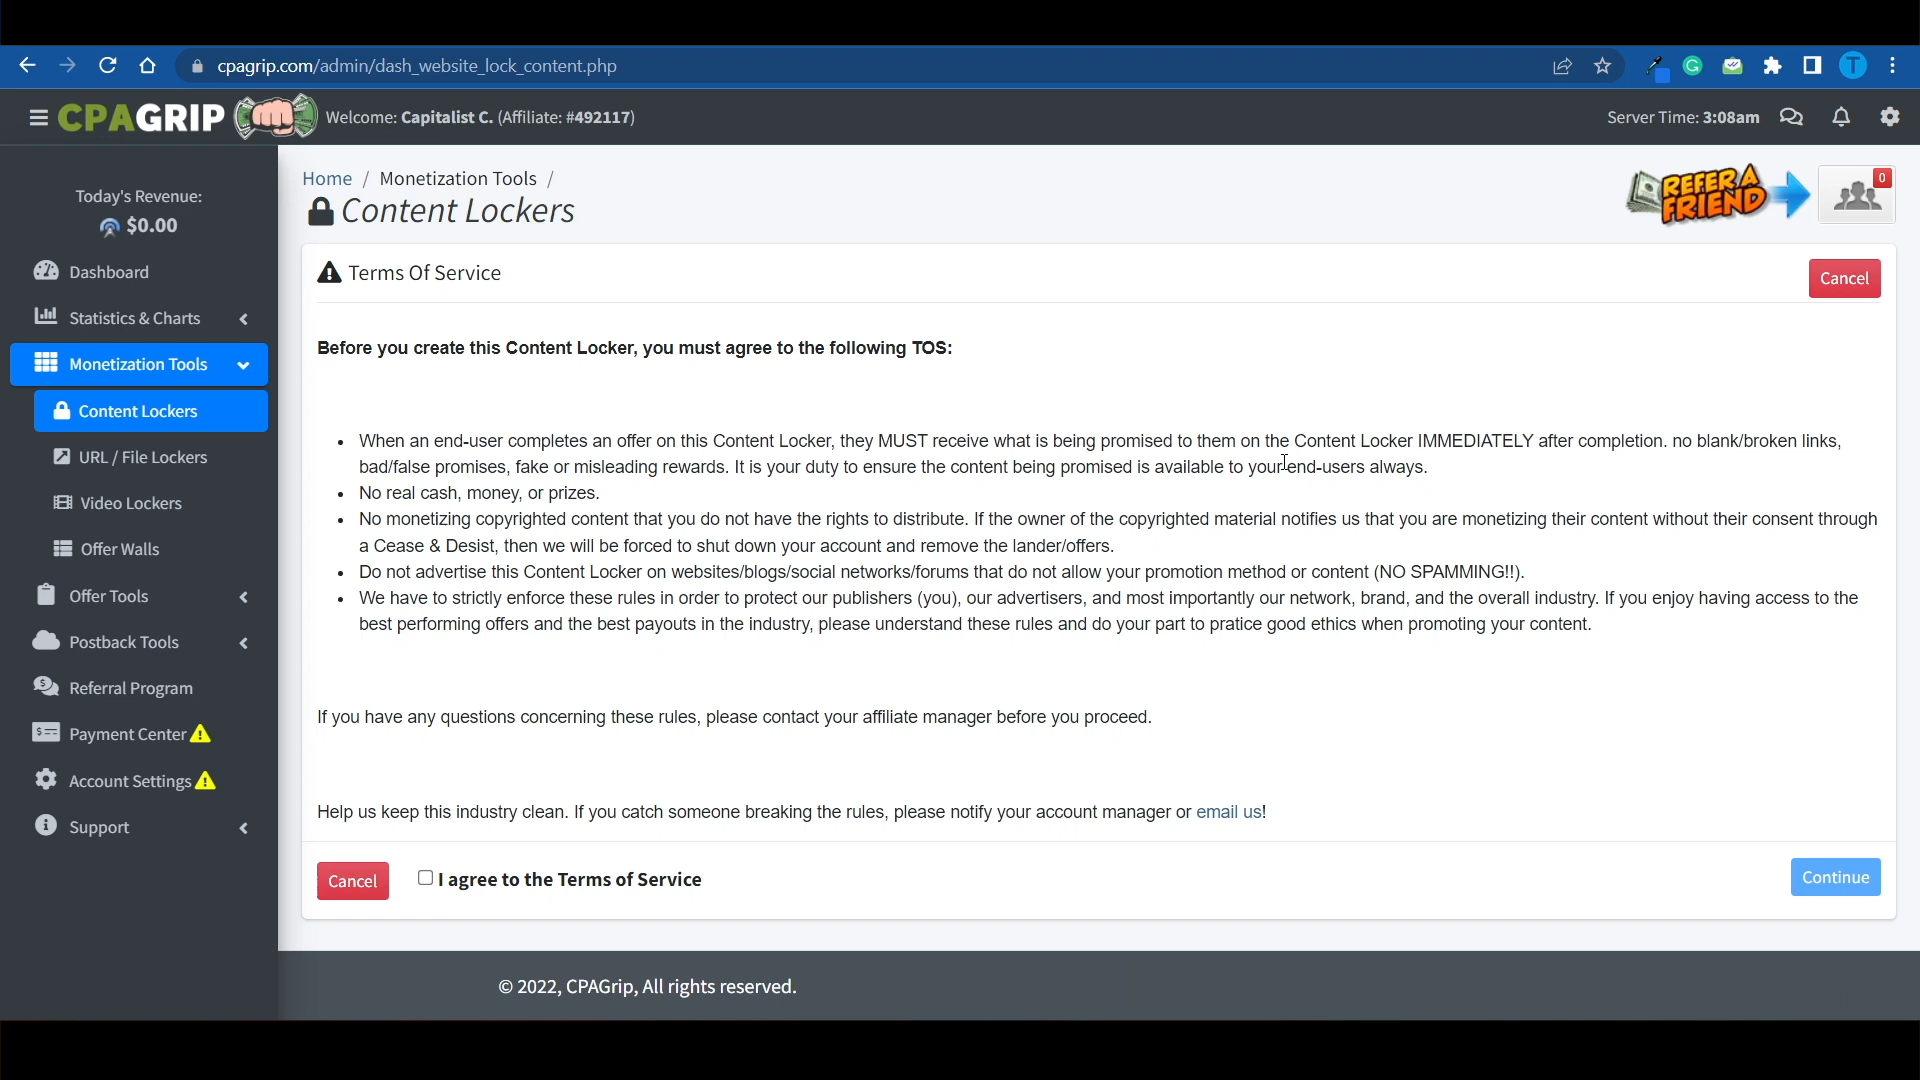 cpagrip.com/admin/dash_website_lock_content.php
T
CPAGRIP Welcome: Capitalist C. (Affiliate: #492117)
Server Time: 3:08am
Today's Revenue:
$0.00
Dashboard
Statistics & Charts
Monetization Tools
Content Lockers
URL / File Lockers
Video Lockers
Offer Walls
Offer Tools
Postback Tools
Referral Program
Payment Center
Account Settings
Support
Home / Monetization Tools /
Content Lockers
REFER A
FRIEND
0
Terms Of Service
Cancel
Before you create this Content Locker, you must agree to the following TOS:
• When an end-user completes an offer on this Content Locker, they MUST receive what is being promised to them on the Content Locker IMMEDIATELY after completion. no blank/broken links,
bad/false promises, fake or misleading rewards. It is your duty to ensure the content being promised is available to your end-users always.
• No real cash, money, or prizes.
• No monetizing copyrighted content that you do not have the rights to distribute. If the owner of the copyrighted material notifies us that you are monetizing their content without their consent through
a Cease & Desist, then we will be forced to shut down your account and remove the lander/offers.
• Do not advertise this Content Locker on websites/blogs/social networks/forums that do not allow your promotion method or content (NO SPAMMING!!).
• We have to strictly enforce these rules in order to protect our publishers (you), our advertisers, and most importantly our network, brand, and the overall industry. If you enjoy having access to the
best performing offers and the best payouts in the industry, please understand these rules and do your part to pratice good ethics when promoting your content.
If you have any questions concerning these rules, please contact your affiliate manager before you proceed.
Help us keep this industry clean. If you catch someone breaking the rules, please notify your account manager or email us!
Cancel
I agree to the Terms of Service
Continue
© 2022, CPAGrip, All rights reserved.